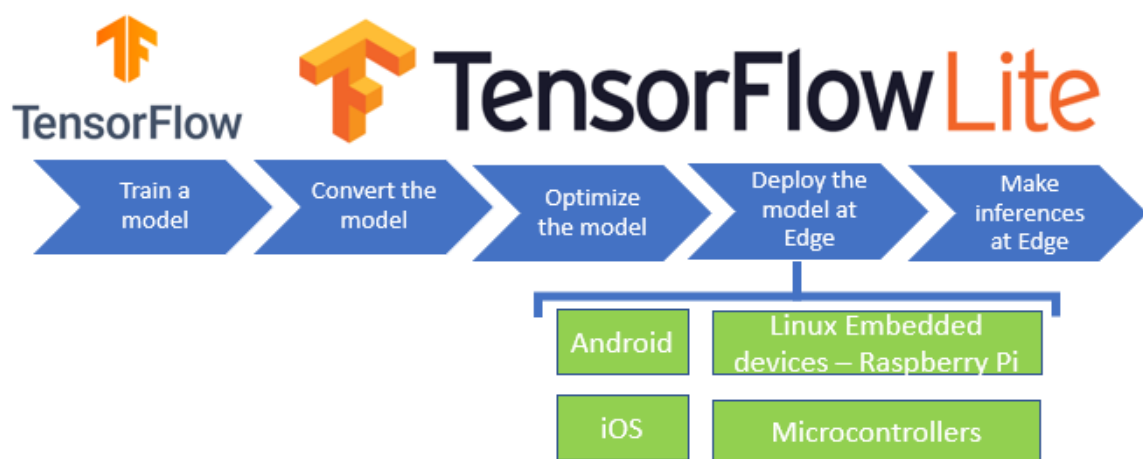 TensorFlow
TensorFlow Lite
Train a
model
Convert the
model
Optimize
the model
Deploy the
model at
Edge
Make
inferences
at Edge
Android
Linux Embedded
devices – Raspberry Pi
iOS
Microcontrollers